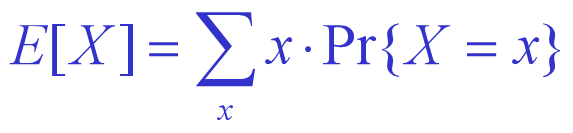 E[X] = ∑ x · Pr{X = x}
x